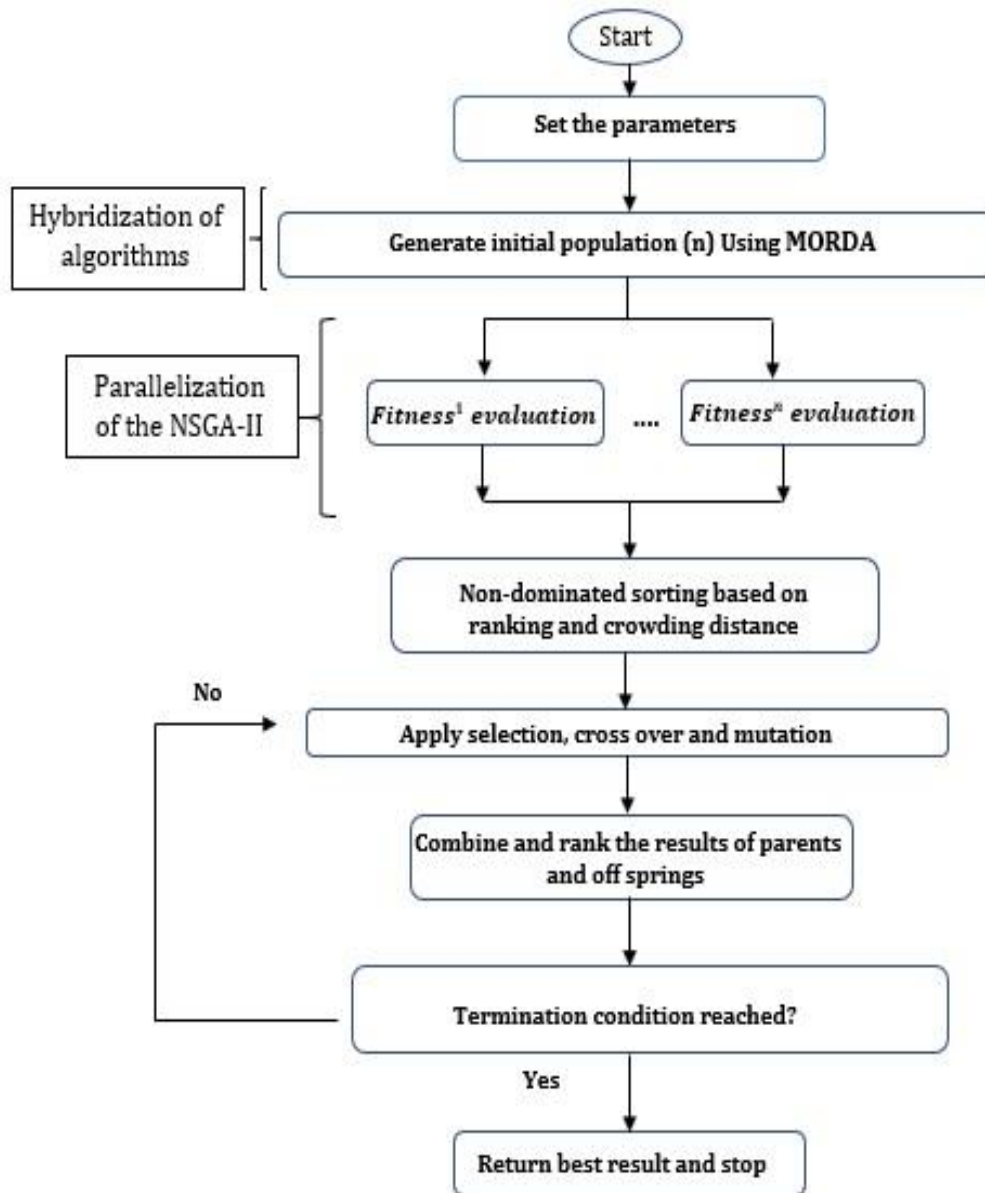 Start
Set the parameters
Hybridization of
algorithms
Generate initial population (n) Using MORDA
Parallelization
of the NSGA-II
Fitness¹ evaluation
....
Fitnessⁿ evaluation
Non-dominated sorting based on
ranking and crowding distance
No
Apply selection, cross over and mutation
Combine and rank the results of parents
and off springs
Termination condition reached?
Yes
Return best result and stop